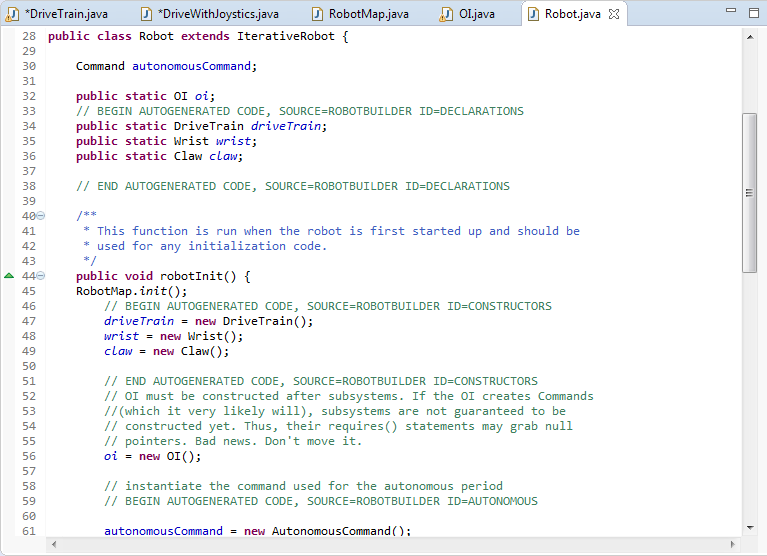 *DriveTrain.java *DriveWithJoystics.java RobotMap.java OI.java Robot.java
28 public class Robot extends IterativeRobot {
29
30 Command autonomousCommand;
31
32 public static OI oi;
33 // BEGIN AUTOGENERATED CODE, SOURCE=ROBOTBUILDER ID=DECLARATIONS
34 public static DriveTrain driveTrain;
35 public static Wrist wrist;
36 public static Claw claw;
37
38 // END AUTOGENERATED CODE, SOURCE=ROBOTBUILDER ID=DECLARATIONS
39
40 /**
41 * This function is run when the robot is first started up and should be
42 * used for any initialization code.
43 */
44 public void robotInit() {
45 RobotMap.init();
46 // BEGIN AUTOGENERATED CODE, SOURCE=ROBOTBUILDER ID=CONSTRUCTORS
47 driveTrain = new DriveTrain();
48 wrist = new Wrist();
49 claw = new Claw();
50
51 // END AUTOGENERATED CODE, SOURCE=ROBOTBUILDER ID=CONSTRUCTORS
52 // OI must be constructed after subsystems. If the OI creates Commands
53 //(which it very likely will), subsystems are not guaranteed to be
54 // constructed yet. Thus, their requires() statements may grab null
55 // pointers. Bad news. Don't move it.
56 oi = new OI();
57
58 // instantiate the command used for the autonomous period
59 // BEGIN AUTOGENERATED CODE, SOURCE=ROBOTBUILDER ID=AUTONOMOUS
60
61 autonomousCommand = new AutonomousCommand();